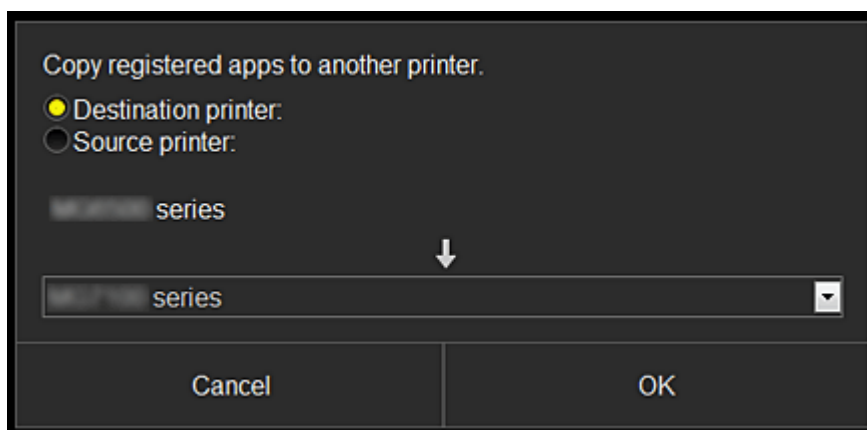 Copy registered apps to another printer.
Destination printer:
Source printer:
series
series
Cancel
OK